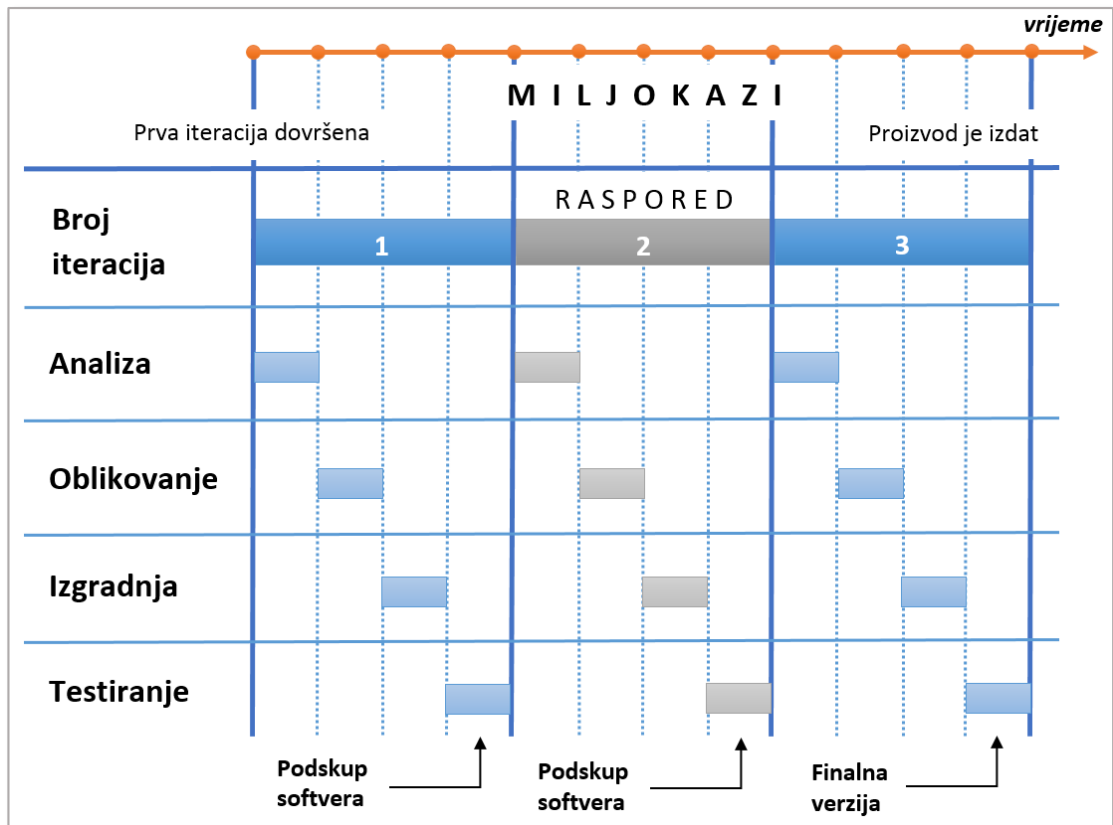 vrijeme
M I L J O K A Z I
Prva iteracija dovršena
Proizvod je izdat
R A S P O R E D
Broj
iteracija
1
2
3
Analiza
Oblikovanje
Izgradnja
Testiranje
Podskup
softvera
Podskup
softvera
Finalna
verzija